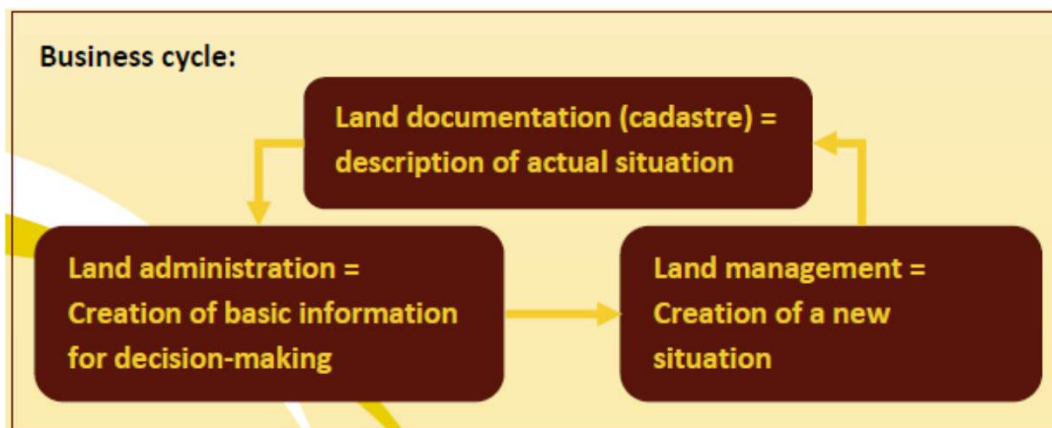 Business cycle:
Land documentation (cadastre) =
description of actual situation
Land administration =
Creation of basic information
for decision-making
Land management =
Creation of a new
situation